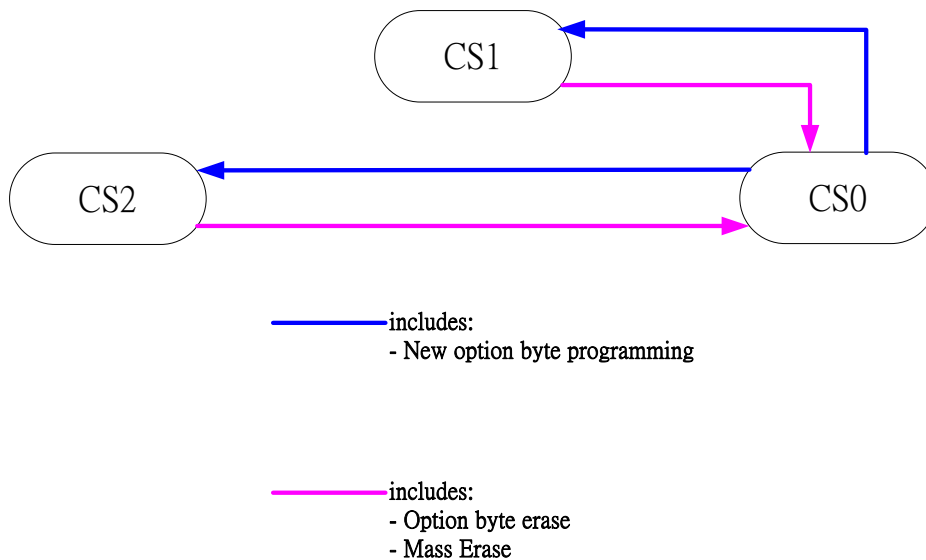 CS1
CS2
CS0
includes:
- New option byte programming
includes:
- Option byte erase
- Mass Erase